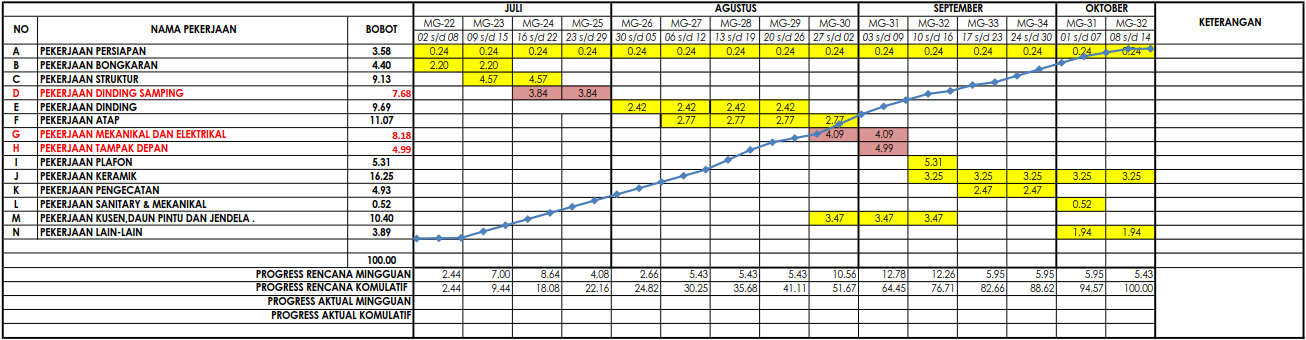 NO NAMA PEKERJAAN BOBOT JULI AGUSTUS SEPTEMBER OKTOBER KETERANGAN
MG-22 MG-23 MG-24 MG-25 MG-26 MG-27 MG-28 MG-29 MG-30 MG-31 MG-32 MG-33 MG-34 MG-31 MG-32
02 s/d 08 09 s/d 15 16 s/d 22 23 s/d 29 30 s/d 05 06 s/d 12 13 s/d 19 20 s/d 26 27 s/d 02 03 s/d 09 10 s/d 16 17 s/d 23 24 s/d 30 01 s/d 07 08 s/d 14
A PEKERJAAN PERSIAPAN 3.58 0.24 0.24 0.24 0.24 0.24 0.24 0.24 0.24 0.24 0.24 0.24 0.24 0.24 0.24 0.24
B PEKERJAAN BONGKARAN 4.40 2.20 2.20
C PEKERJAAN STRUKTUR 9.13 4.57 4.57
D PEKERJAAN DINDING SAMPING 7.68 3.84 3.84
E PEKERJAAN DINDING 9.69 2.42 2.42 2.42 2.42
F PEKERJAAN ATAP 11.07 2.77 2.77 2.77 2.77
G PEKERJAAN MEKANIKAL DAN ELEKTRIKAL 8.18 4.09 4.09
H PEKERJAAN TAMPAK DEPAN 4.99 4.99
I PEKERJAAN PLAFON 5.31 5.31
J PEKERJAAN KERAMIK 16.25 3.25 3.25 3.25 3.25 3.25
K PEKERJAAN PENGECATAN 4.93 2.47 2.47
L PEKERJAAN SANITARY & MEKANIKAL 0.52 0.52
M PEKERJAAN KUSEN,DAUN PINTU DAN JENDELA . 10.40 3.47 3.47 3.47
N PEKERJAAN LAIN-LAIN 3.89 1.94 1.94
100.00
PROGRESS RENCANA MINGGUAN 2.44 7.00 8.64 4.08 2.66 5.43 5.43 5.43 10.56 12.78 12.26 5.95 5.95 5.95 5.43
PROGRESS RENCANA KOMULATIF 2.44 9.44 18.08 22.16 24.82 30.25 35.68 41.11 51.67 64.45 76.71 82.66 88.62 94.57 100.00
PROGRESS AKTUAL MINGGUAN
PROGRESS AKTUAL KOMULATIF